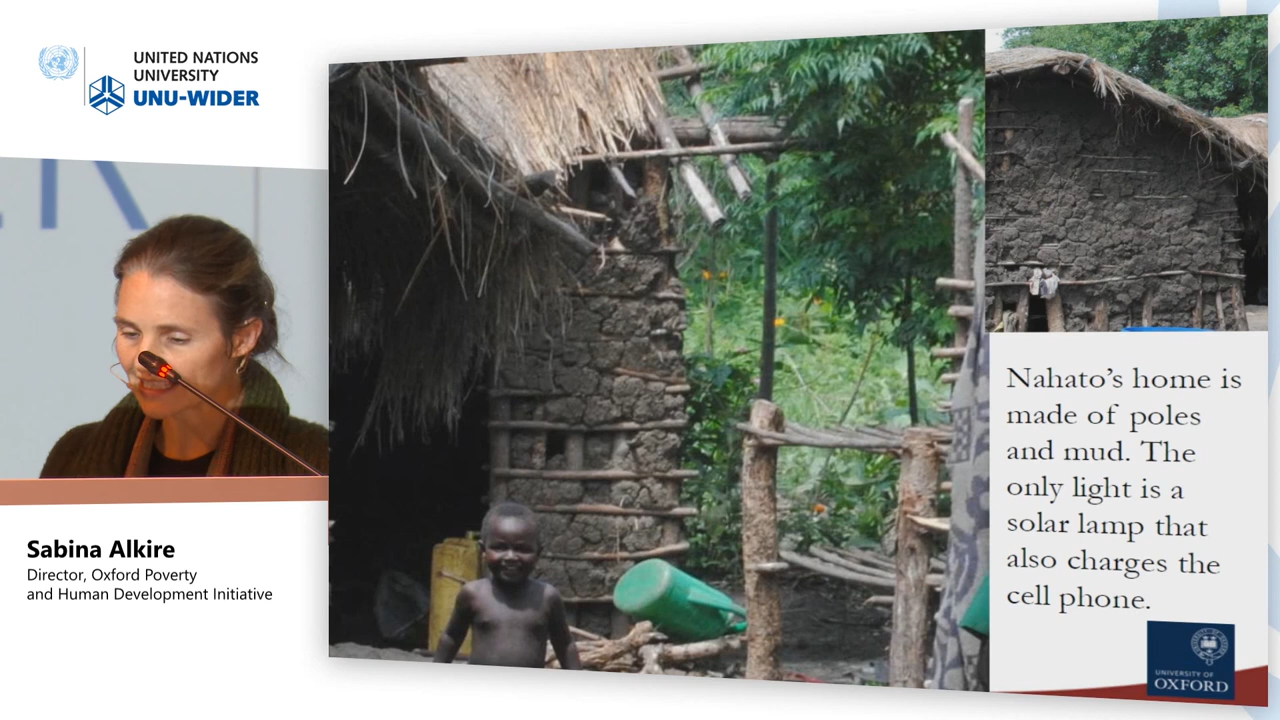 UNITED NATIONS
UNIVERSITY
UNU-WIDER
Sabina Alkire
Director, Oxford Poverty
and Human Development Initiative
Nahato's home is
made of poles
and mud. The
only light is a
solar lamp that
also charges the
cell phone.
UNIVERSITY OF
OXFORD